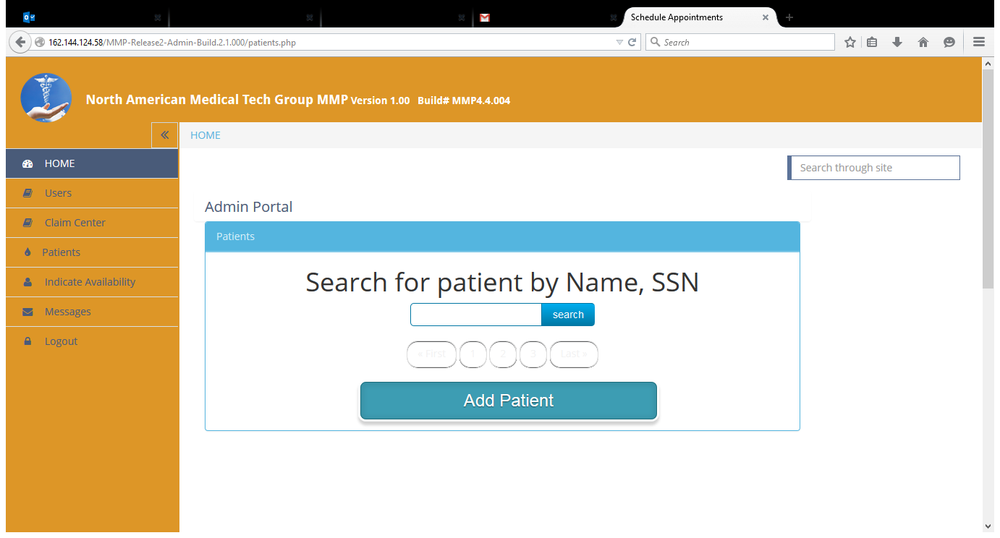 Schedule Appointments
162.144.124.58/MMP-Release2-Admin-Build.2.1.000/patients.php
Search
North American Medical Tech Group MMP Version 1.00 Build# MMP4.4.004
HOME
Search through site
HOME
Users
Claim Center
Patients
Indicate Availability
Messages
Logout
Admin Portal
Patients
Search for patient by Name, SSN
search
« First 1 2 3 Last »
Add Patient